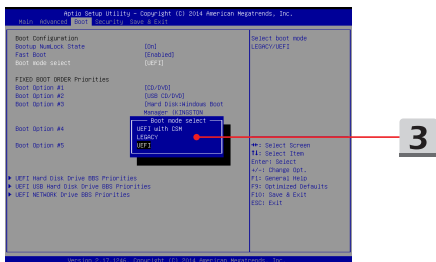 Aptio Setup Utility - Copyright (C) 2014 American Megatrends, Inc.
Main Advanced Boot Security Save & Exit
Boot Configuration
Bootup NumLock State [On]
Fast Boot [Enabled]
Boot mode select [UEFI]
FIXED BOOT ORDER Priorities
Boot Option #1 [CD/DVD]
Boot Option #2 [USB CD/DVD]
Boot Option #3 [Hard Disk:Windows Boot
Manager (KINGSTON
Boot Option #4
Boot Option #5
Boot mode select
UEFI with CSM
LEGACY
UEFI
▶ UEFI Hard Disk Drive BBS Priorities
▶ UEFI USB Hard Disk Drive BBS Priorities
▶ UEFI NETWORK Drive BBS Priorities
Select boot mode
LEGACY/UEFI
→←: Select Screen
↑↓: Select Item
Enter: Select
+/-: Change Opt.
F1: General Help
F9: Optimized Defaults
F10: Save & Exit
ESC: Exit
Version 2.17.1246. Copyright (C) 2014 American Megatrends, Inc.
3